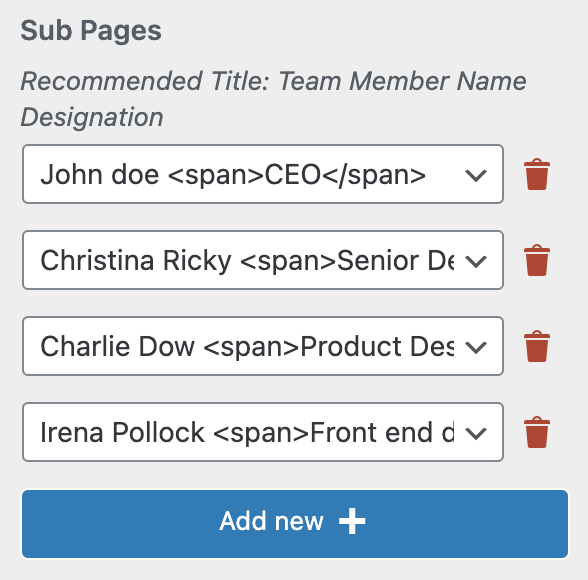 Sub Pages
Recommended Title: Team Member Name
Designation
John doe <span>CEO</span>
Christina Ricky <span>Senior De
Charlie Dow <span>Product Des
Irena Pollock <span>Front end d
Add new